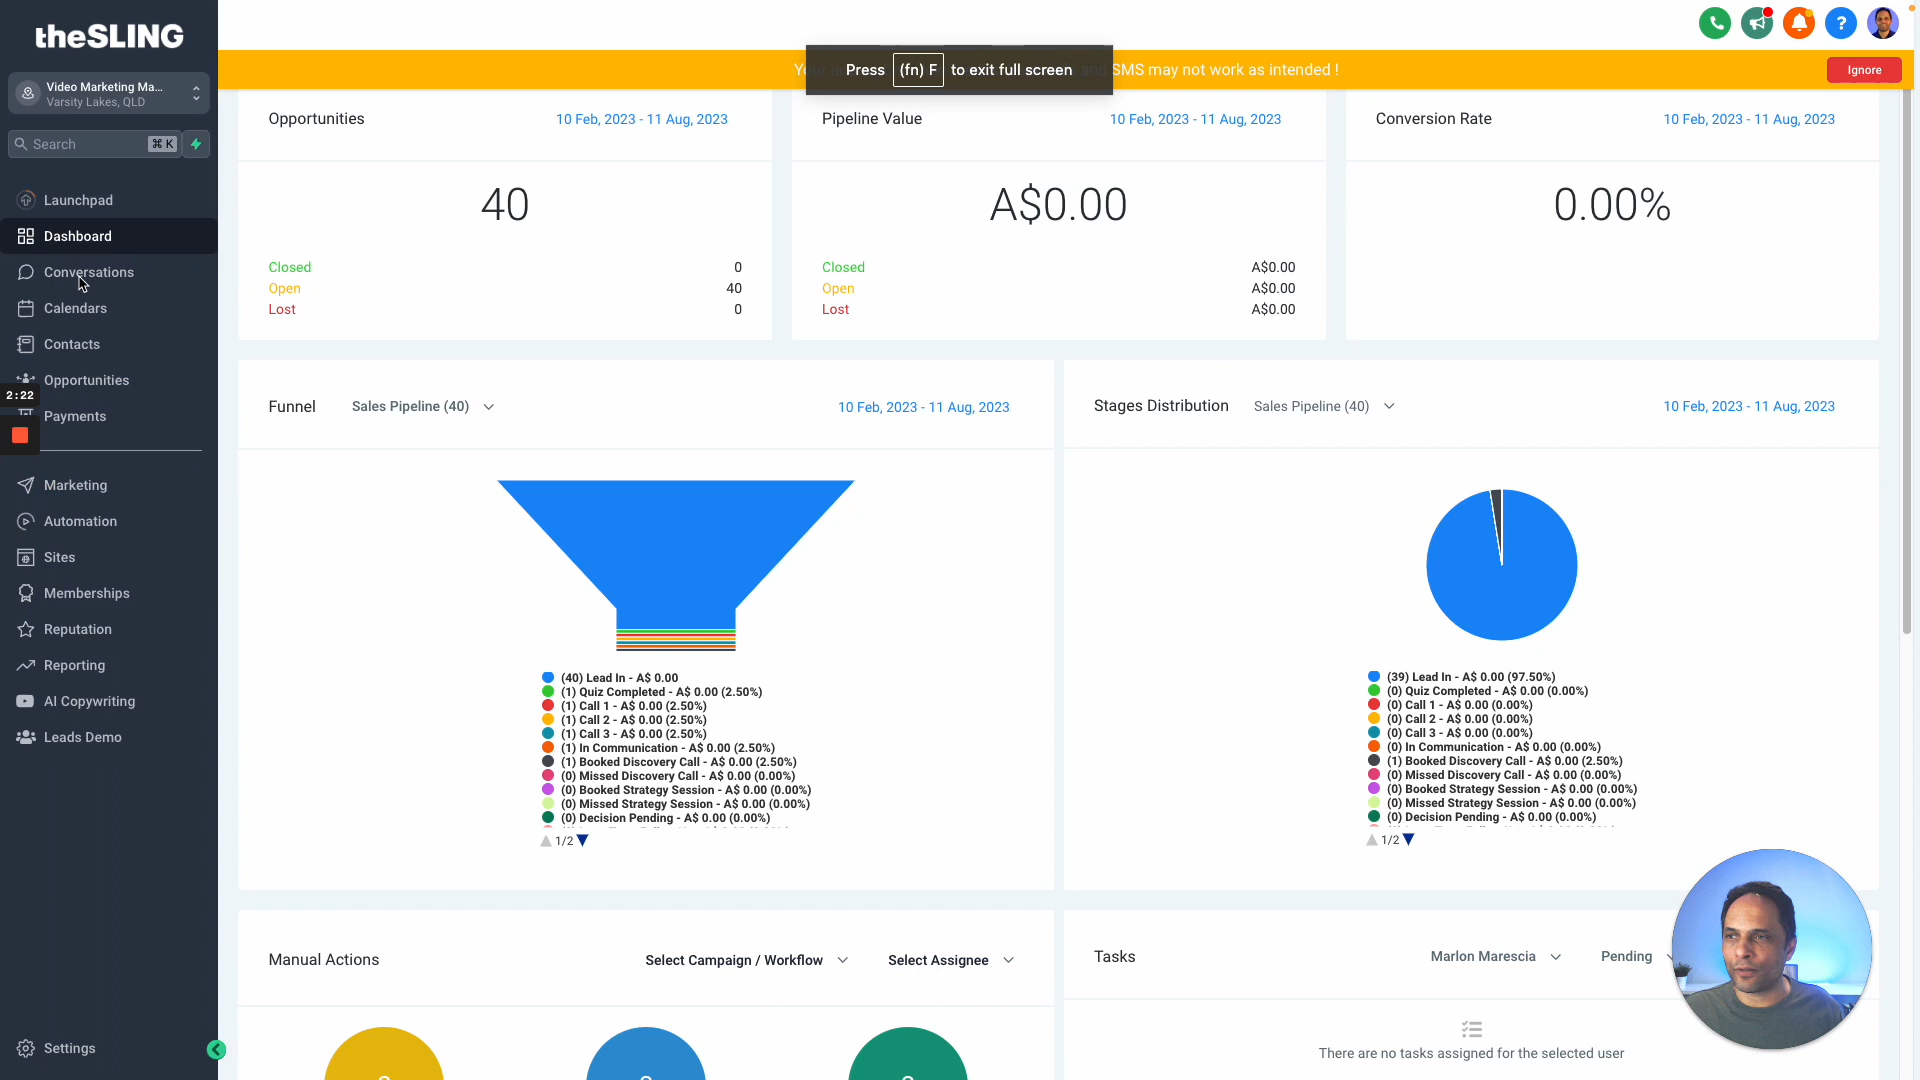 theSLING
Video Marketing Ma...
Varsity Lakes, QLD
Search
⌘ K
Launchpad
Dashboard
Conversations
Calendars
Contacts
Opportunities
2:22
Payments
Marketing
Automation
Sites
Memberships
Reputation
Reporting
AI Copywriting
Leads Demo
Settings
Press (fn) F to exit full screen
SMS may not work as intended !
Ignore
Opportunities
10 Feb, 2023 - 11 Aug, 2023
40
Closed 0
Open 40
Lost 0
Pipeline Value
10 Feb, 2023 - 11 Aug, 2023
A$0.00
Closed A$0.00
Open A$0.00
Lost A$0.00
Conversion Rate
10 Feb, 2023 - 11 Aug, 2023
0.00%
Funnel
Sales Pipeline (40)
10 Feb, 2023 - 11 Aug, 2023
(40) Lead In - A$ 0.00
(1) Quiz Completed - A$ 0.00 (2.50%)
(1) Call 1 - A$ 0.00 (2.50%)
(1) Call 2 - A$ 0.00 (2.50%)
(1) Call 3 - A$ 0.00 (2.50%)
(1) In Communication - A$ 0.00 (2.50%)
(1) Booked Discovery Call - A$ 0.00 (2.50%)
(0) Missed Discovery Call - A$ 0.00 (0.00%)
(0) Booked Strategy Session - A$ 0.00 (0.00%)
(0) Missed Strategy Session - A$ 0.00 (0.00%)
(0) Decision Pending - A$ 0.00 (0.00%)
1/2
Stages Distribution
Sales Pipeline (40)
10 Feb, 2023 - 11 Aug, 2023
(39) Lead In - A$ 0.00 (97.50%)
(0) Quiz Completed - A$ 0.00 (0.00%)
(0) Call 1 - A$ 0.00 (0.00%)
(0) Call 2 - A$ 0.00 (0.00%)
(0) Call 3 - A$ 0.00 (0.00%)
(0) In Communication - A$ 0.00 (0.00%)
(1) Booked Discovery Call - A$ 0.00 (2.50%)
(0) Missed Discovery Call - A$ 0.00 (0.00%)
(0) Booked Strategy Session - A$ 0.00 (0.00%)
(0) Missed Strategy Session - A$ 0.00 (0.00%)
(0) Decision Pending - A$ 0.00 (0.00%)
1/2
Manual Actions
Select Campaign / Workflow
Select Assignee
Tasks
Marlon Marescia
Pending
There are no tasks assigned for the selected user